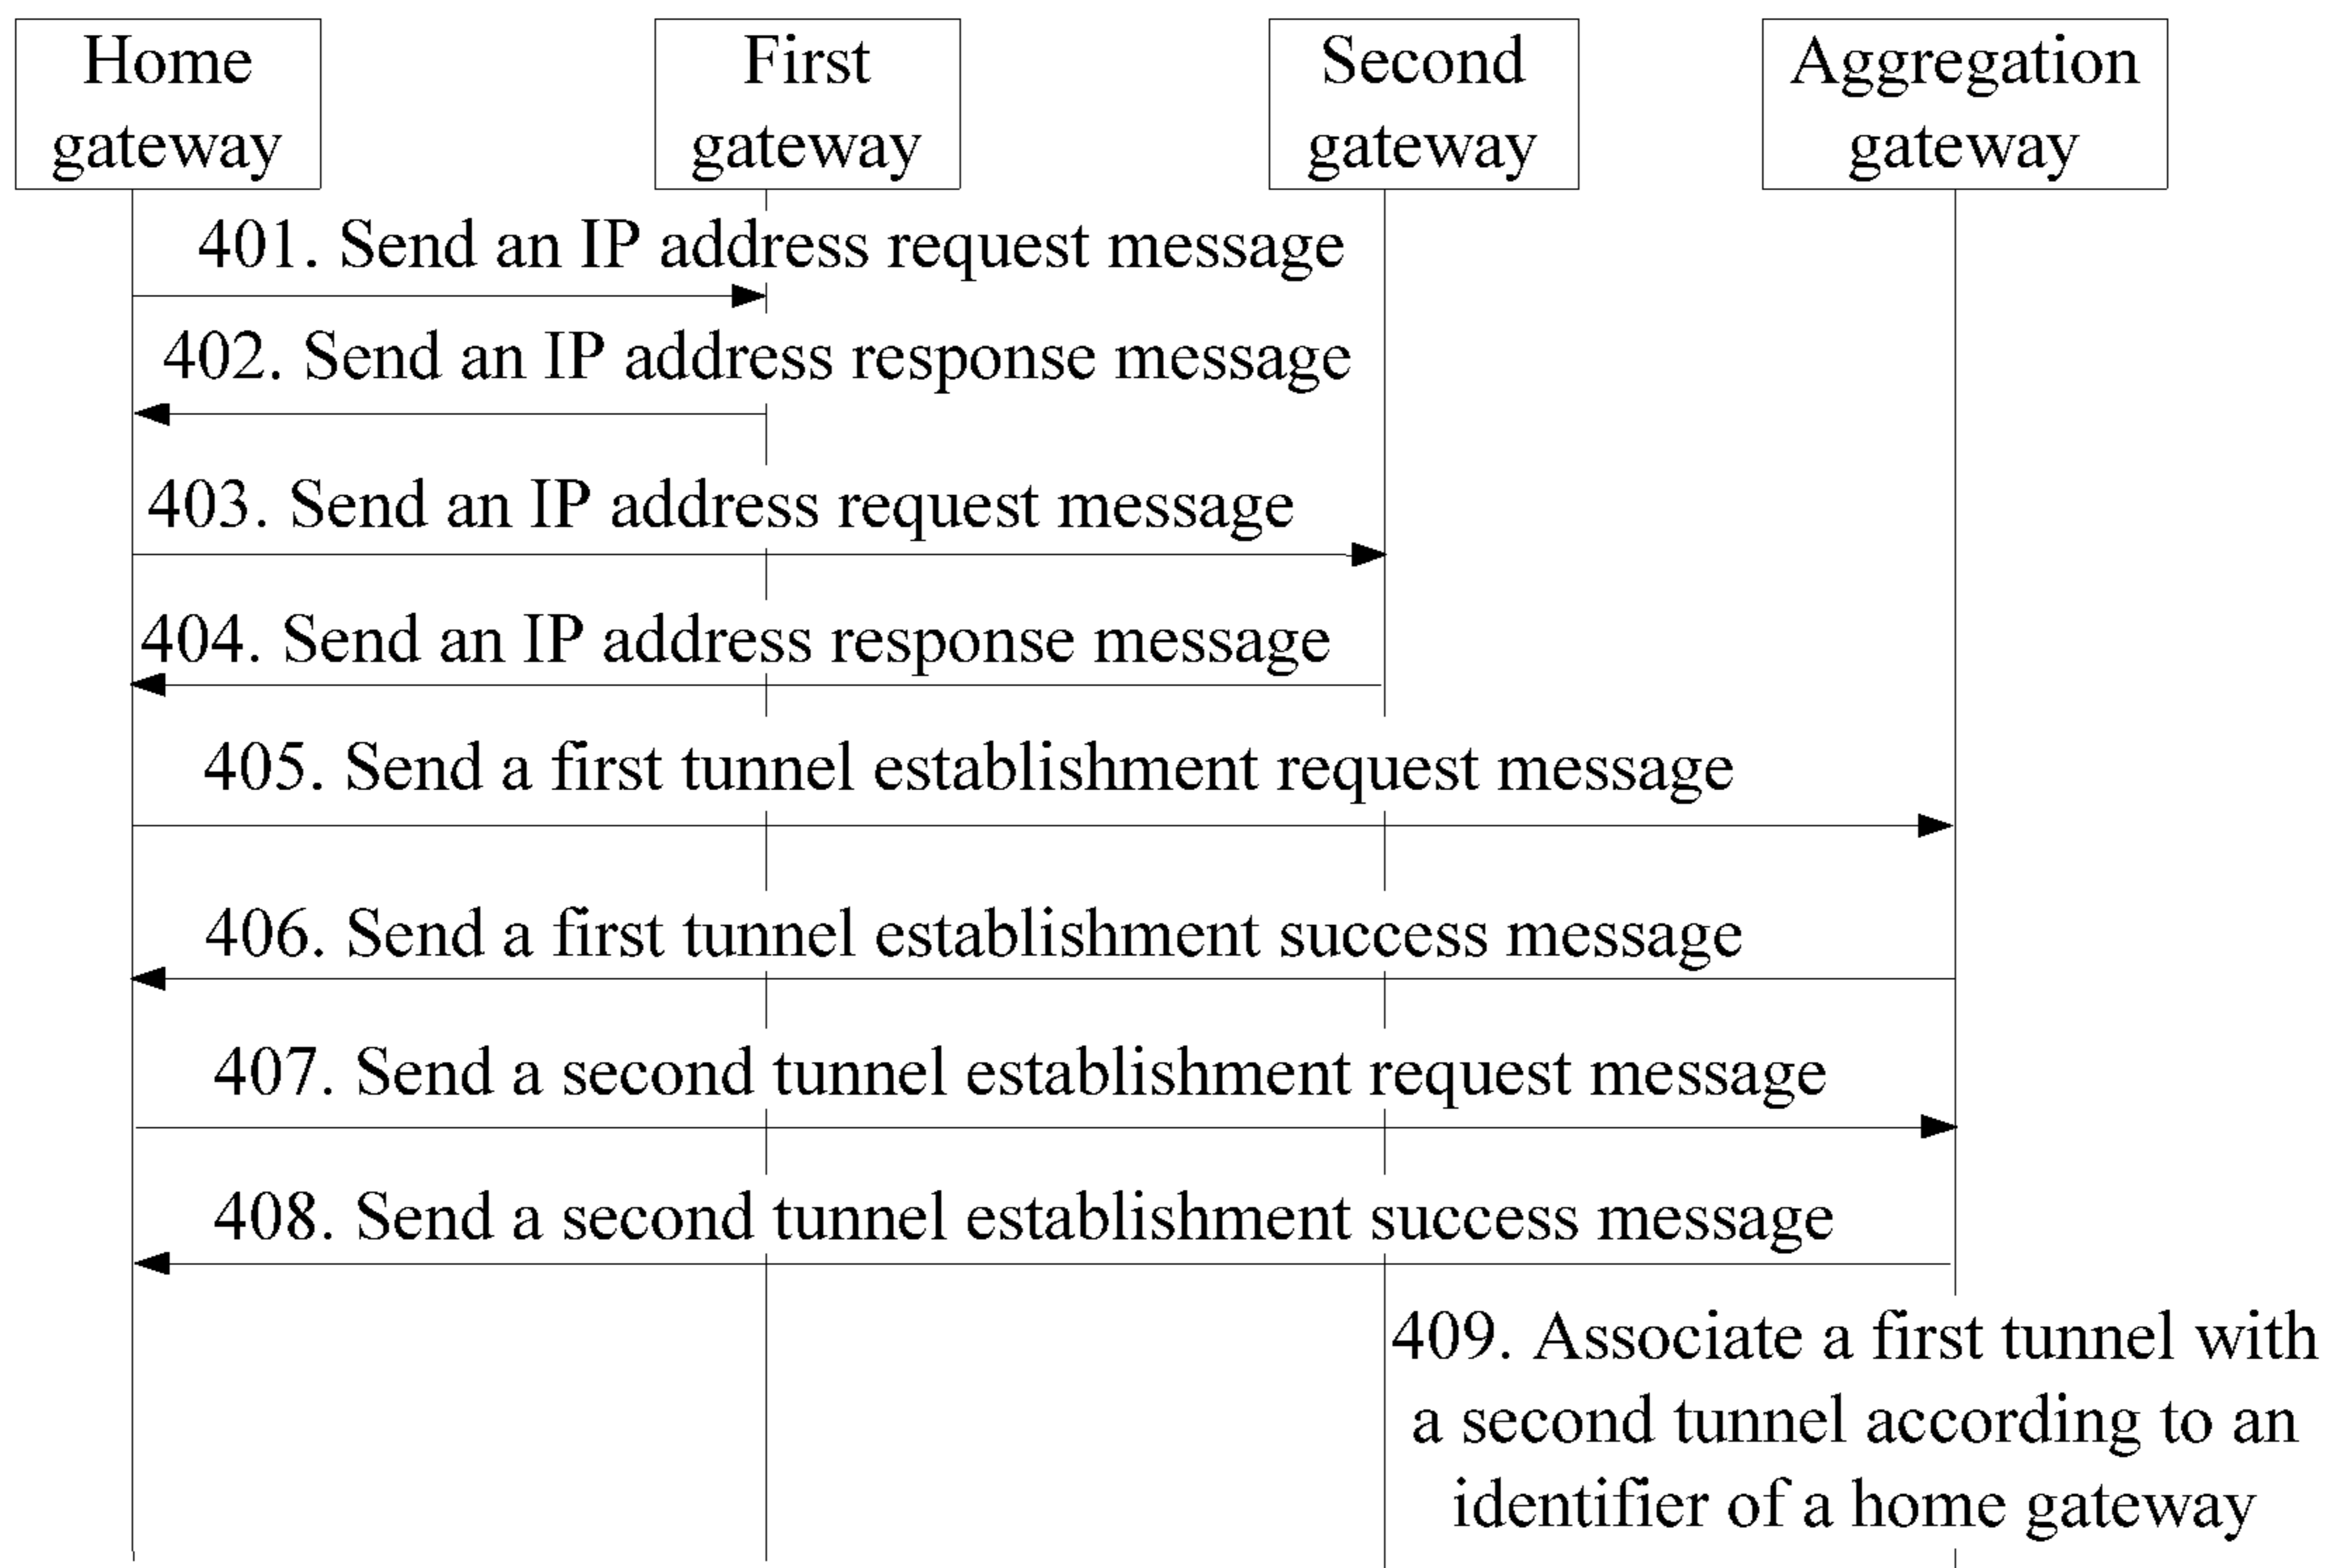 Home
gateway
First
gateway
Second
gateway
Aggregation
gateway
401. Send an IP address request message
402. Send an IP address response message
403. Send an IP address request message
404. Send an IP address response message
405. Send a first tunnel establishment request message
406. Send a first tunnel establishment success message
407. Send a second tunnel establishment request message
408. Send a second tunnel establishment success message
409. Associate a first tunnel with
a second tunnel according to an
identifier of a home gateway